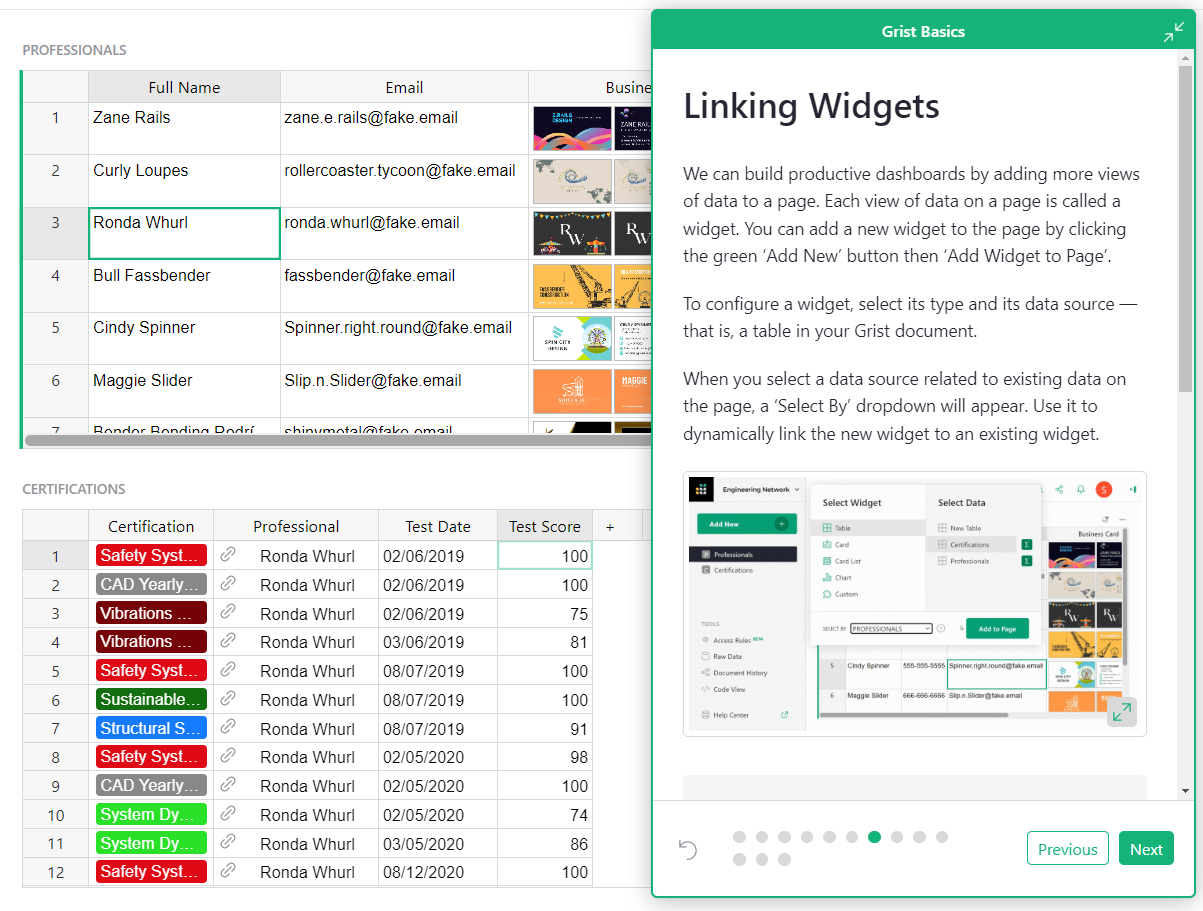 Grist Basics
PROFESSIONALS
Full Name Email Busine
1 Zane Rails zane.e.rails@fake.email
2 Curly Loupes rollercoaster.tycoon@fake.email
3 Ronda Whurl ronda.whurl@fake.email
4 Bull Fassbender fassbender@fake.email
5 Cindy Spinner Spinner.right.round@fake.email
6 Maggie Slider Slip.n.Slider@fake.email
7 Bender Bending Rodrí shinymetal@fake.email
Z.RAILS DESIGN
ZANE RAILS
RW
RW
FASSBENDER CONSTRUCTION
SPIN CITY DESIGN
CINDY SPINNER
MAGGIE
CERTIFICATIONS
Certification Professional Test Date Test Score +
1 Safety Syst... Ronda Whurl 02/06/2019 100
2 CAD Yearly... Ronda Whurl 02/06/2019 100
3 Vibrations ... Ronda Whurl 02/06/2019 75
4 Vibrations ... Ronda Whurl 03/06/2019 81
5 Safety Syst... Ronda Whurl 08/07/2019 100
6 Sustainable... Ronda Whurl 08/07/2019 100
7 Structural S... Ronda Whurl 08/07/2019 91
8 Safety Syst... Ronda Whurl 02/05/2020 98
9 CAD Yearly... Ronda Whurl 02/05/2020 100
10 System Dy... Ronda Whurl 02/05/2020 74
11 System Dy... Ronda Whurl 03/05/2020 86
12 Safety Syst... Ronda Whurl 08/12/2020 100
Linking Widgets
We can build productive dashboards by adding more views
of data to a page. Each view of data on a page is called a
widget. You can add a new widget to the page by clicking
the green ‘Add New’ button then ‘Add Widget to Page’.
To configure a widget, select its type and its data source —
that is, a table in your Grist document.
When you select a data source related to existing data on
the page, a ‘Select By’ dropdown will appear. Use it to
dynamically link the new widget to an existing widget.
Engineering Network
S
Add New +
Professionals
Certifications
TOOLS
Access Rules BETA
Raw Data
Document History
Code View
Help Center
Select Widget
Table
Card
Card List
Chart
Custom
Select Data
New Table
Certifications Σ
Professionals Σ
SELECT BY PROFESSIONALS ? Add to Page
Business Card
RW
5 Cindy Spinner 555-555-5555 Spinner.right.round@fake.email
6 Maggie Slider 666-666-6666 Slip.n.Slider@fake.email
Previous Next